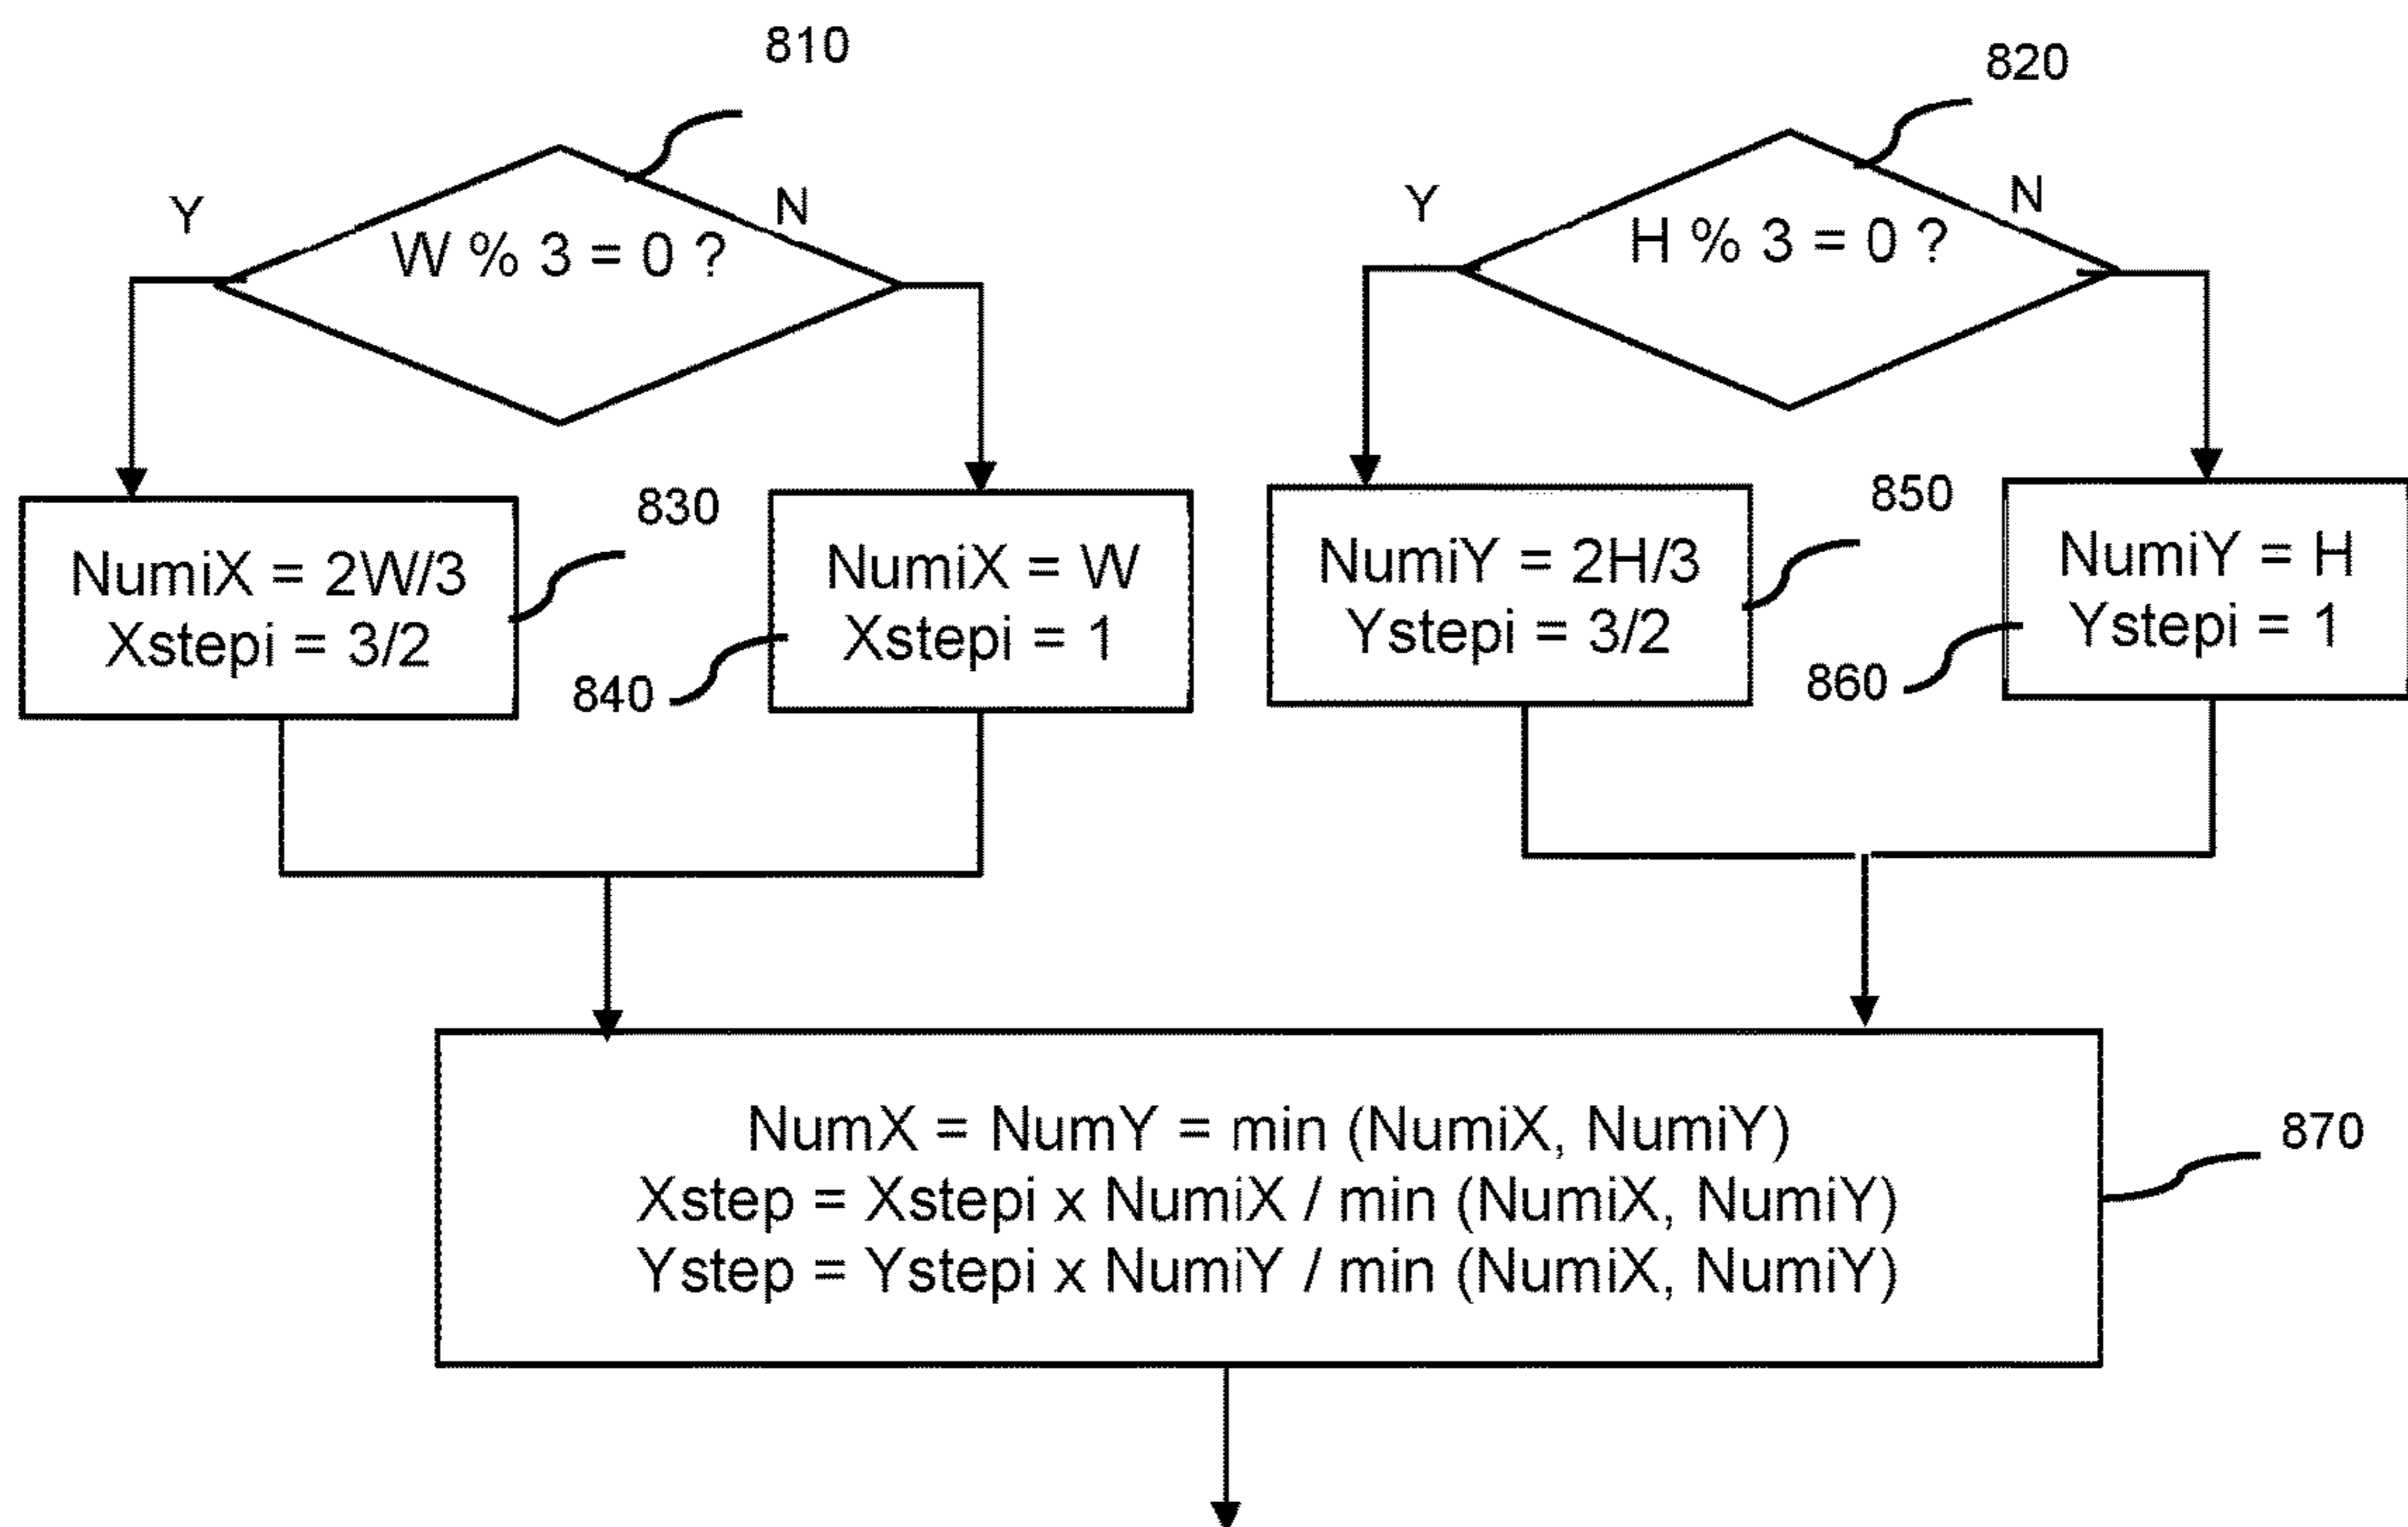 810
820
Y
N
W % 3 = 0 ?
Y
N
H % 3 = 0 ?
NumiX = 2W/3
Xstepi = 3/2
830
NumiX = W
Xstepi = 1
840
NumiY = 2H/3
Ystepi = 3/2
850
NumiY = H
Ystepi = 1
860
NumX = NumY = min (NumiX, NumiY)
Xstep = Xstepi x NumiX / min (NumiX, NumiY)
Ystep = Ystepi x NumiY / min (NumiX, NumiY)
870